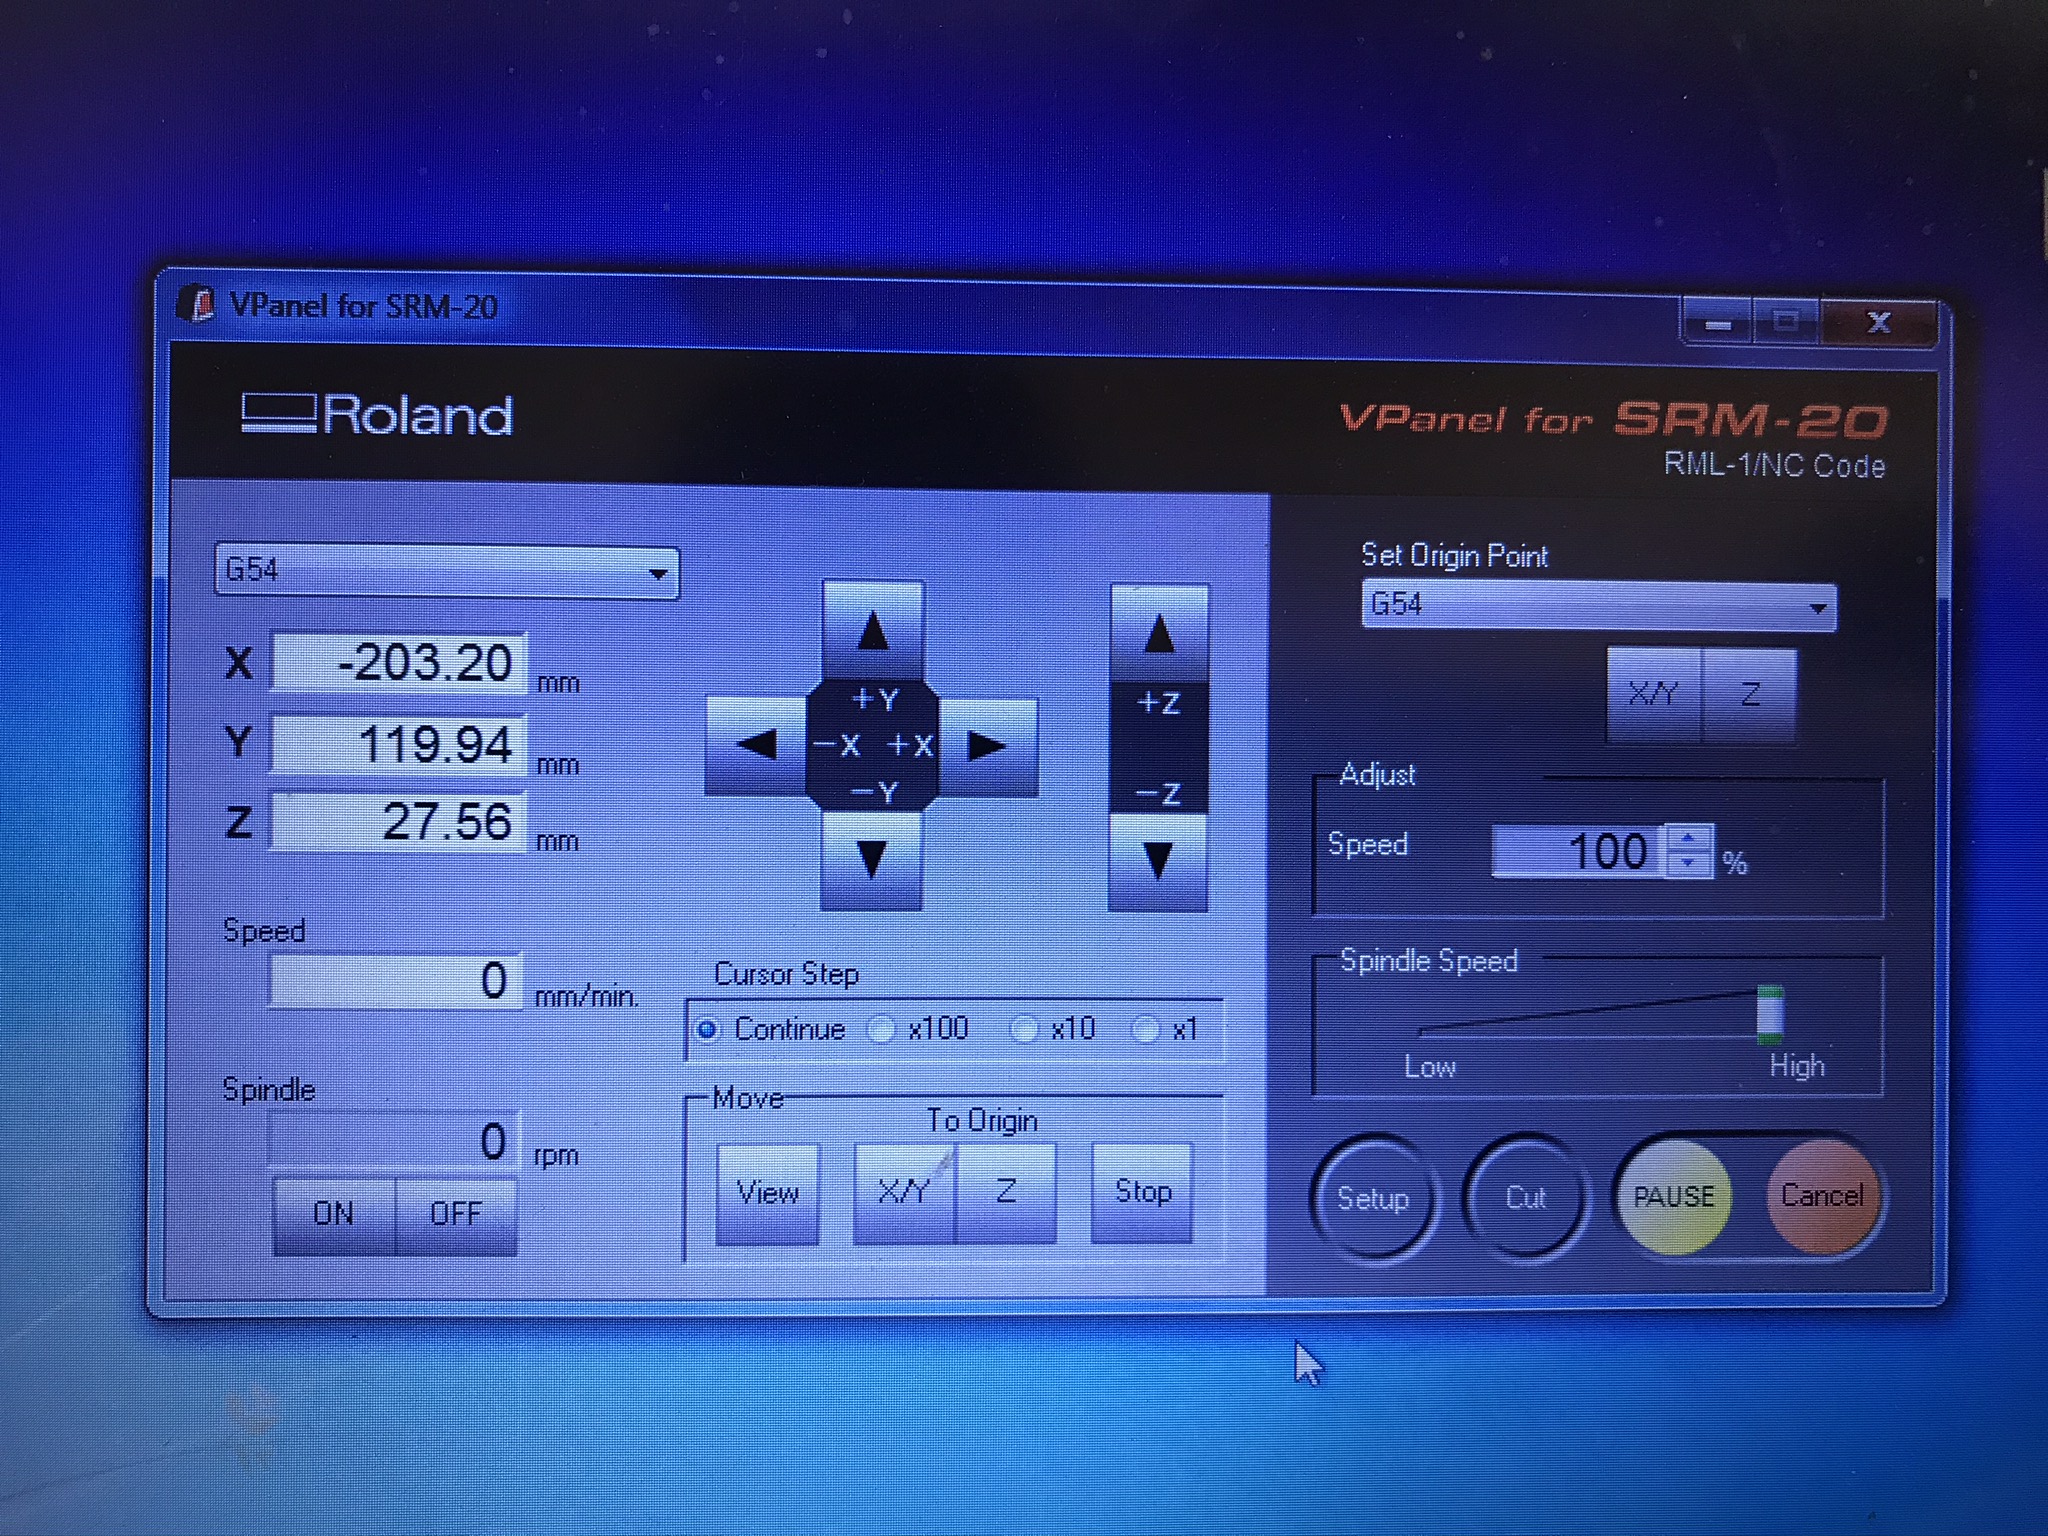 VPanel for SRM-20
X
Roland
VPanel for SRM-20
RML-1/NC Code
G54
X -203.20 mm
Y 119.94 mm
Z 27.56 mm
Speed
0 mm/min.
Spindle
0 rpm
ON OFF
+Y
-X +X
-Y
+Z
-Z
Cursor Step
Continue x100 x10 x1
Move
To Origin
View X/Y Z Stop
Set Origin Point
G54
X/Y Z
Adjust
Speed 100 %
Spindle Speed
Low High
Setup Cut PAUSE Cancel